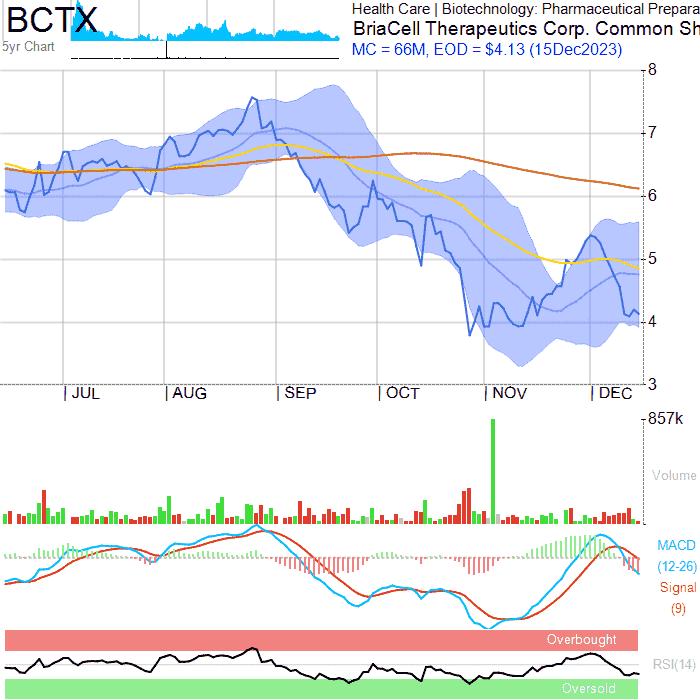 BCTX
5yr Chart
Health Care | Biotechnology: Pharmaceutical Prepara
BriaCell Therapeutics Corp. Common Sh
MC = 66M, EOD = $4.13 (15Dec2023)
8
7
6
5
4
3
JUL AUG SEP OCT NOV DEC
857k
Volume
MACD
(12-26)
Signal
(9)
Overbought
RSI(14)
Oversold